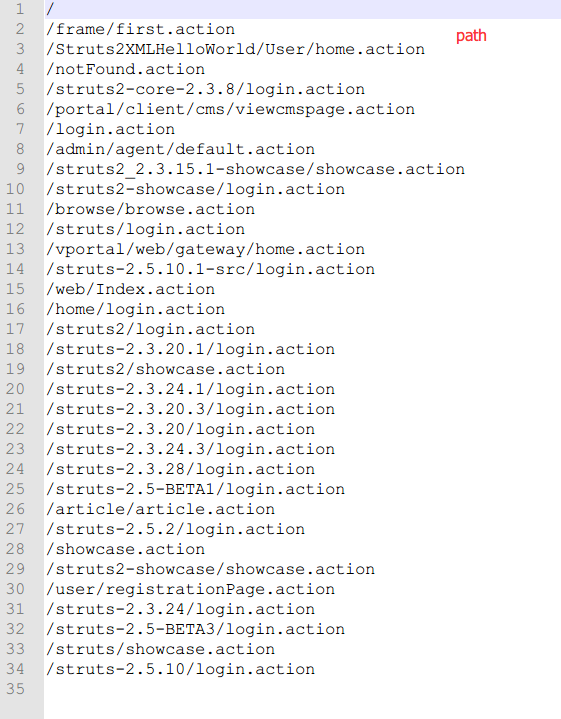 1 /
2 /frame/first.action
path
3 /Struts2XMLHelloWorld/User/home.action
4 /notFound.action
5 /struts2-core-2.3.8/login.action
6 /portal/client/cms/viewcmspage.action
7 /login.action
8 /admin/agent/default.action
9 /struts2_2.3.15.1-showcase/showcase.action
10 /struts2-showcase/login.action
11 /browse/browse.action
12 /struts/login.action
13 /vportal/web/gateway/home.action
14 /struts-2.5.10.1-src/login.action
15 /web/Index.action
16 /home/login.action
17 /struts2/login.action
18 /struts-2.3.20.1/login.action
19 /struts2/showcase.action
20 /struts-2.3.24.1/login.action
21 /struts-2.3.20.3/login.action
22 /struts-2.3.20/login.action
23 /struts-2.3.24.3/login.action
24 /struts-2.3.28/login.action
25 /struts-2.5-BETA1/login.action
26 /article/article.action
27 /struts-2.5.2/login.action
28 /showcase.action
29 /struts2-showcase/showcase.action
30 /user/registrationPage.action
31 /struts-2.3.24/login.action
32 /struts-2.5-BETA3/login.action
33 /struts/showcase.action
34 /struts-2.5.10/login.action
35